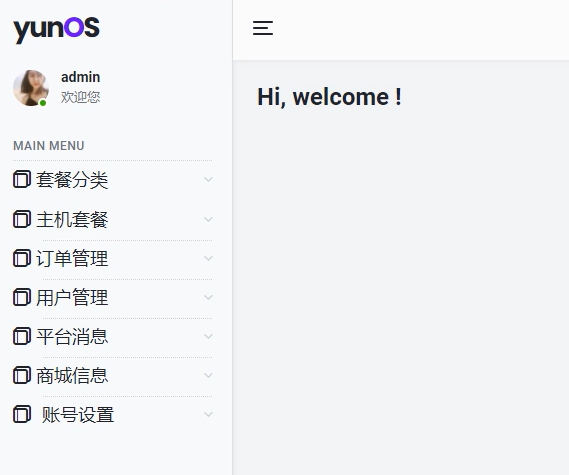 yunOS
admin
欢迎您
MAIN MENU
套餐分类
主机套餐
订单管理
用户管理
平台消息
商城信息
账号设置
Hi, welcome !